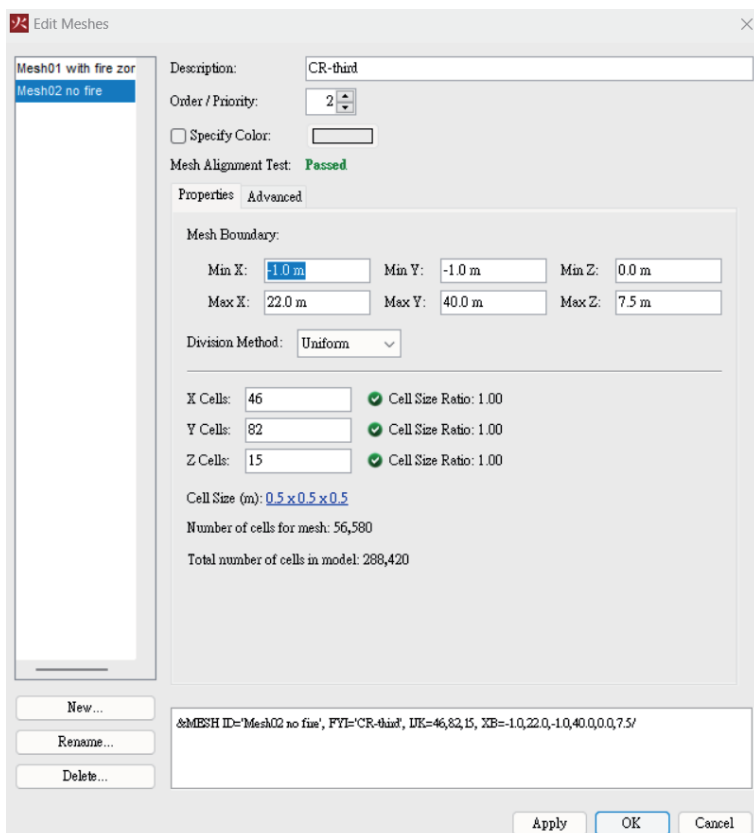 火 Edit Meshes
Mesh01 with fire zor
Mesh02 no fire
Description: CR-third
Order / Priority: 2
Specify Color:
Mesh Alignment Test: Passed
Properties Advanced
Mesh Boundary:
Min X: -1.0 m Min Y: -1.0 m Min Z: 0.0 m
Max X: 22.0 m Max Y: 40.0 m Max Z: 7.5 m
Division Method: Uniform
X Cells: 46 Cell Size Ratio: 1.00
Y Cells: 82 Cell Size Ratio: 1.00
Z Cells: 15 Cell Size Ratio: 1.00
Cell Size (m): 0.5 x 0.5 x 0.5
Number of cells for mesh: 56,580
Total number of cells in model: 288,420
New...
Rename...
Delete...
&MESH ID='Mesh02 no fire', FYI='CR-third', IJK=46,82,15, XB=-1.0,22.0,-1.0,40.0,0.0,7.5/
Apply OK Cancel